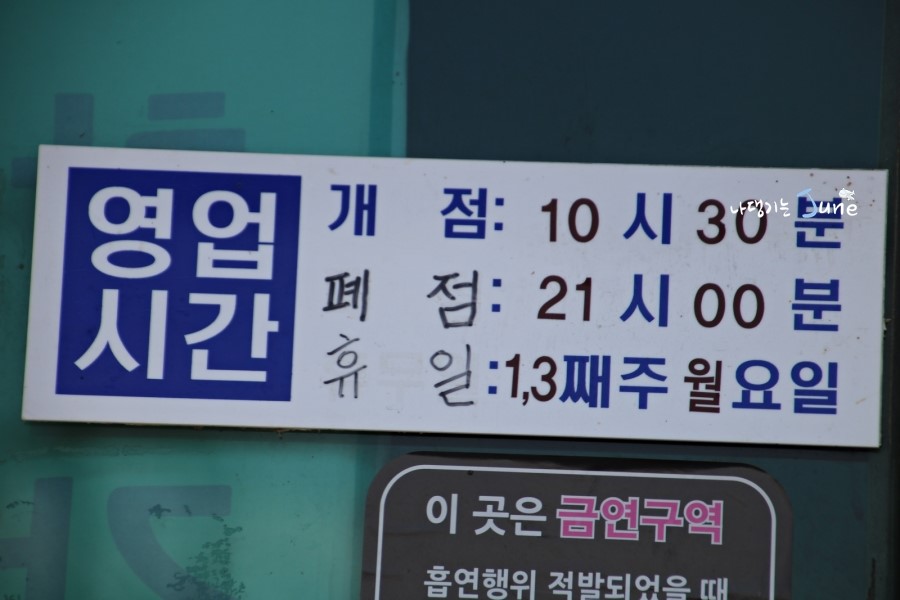 영업
시간
개 점: 10 시 30 분
폐 점: 21 시 00 분
휴 일:1,3째주 월요일
나댕기는 June
이 곳은 금연구역
흡연행위 적발되었을 때